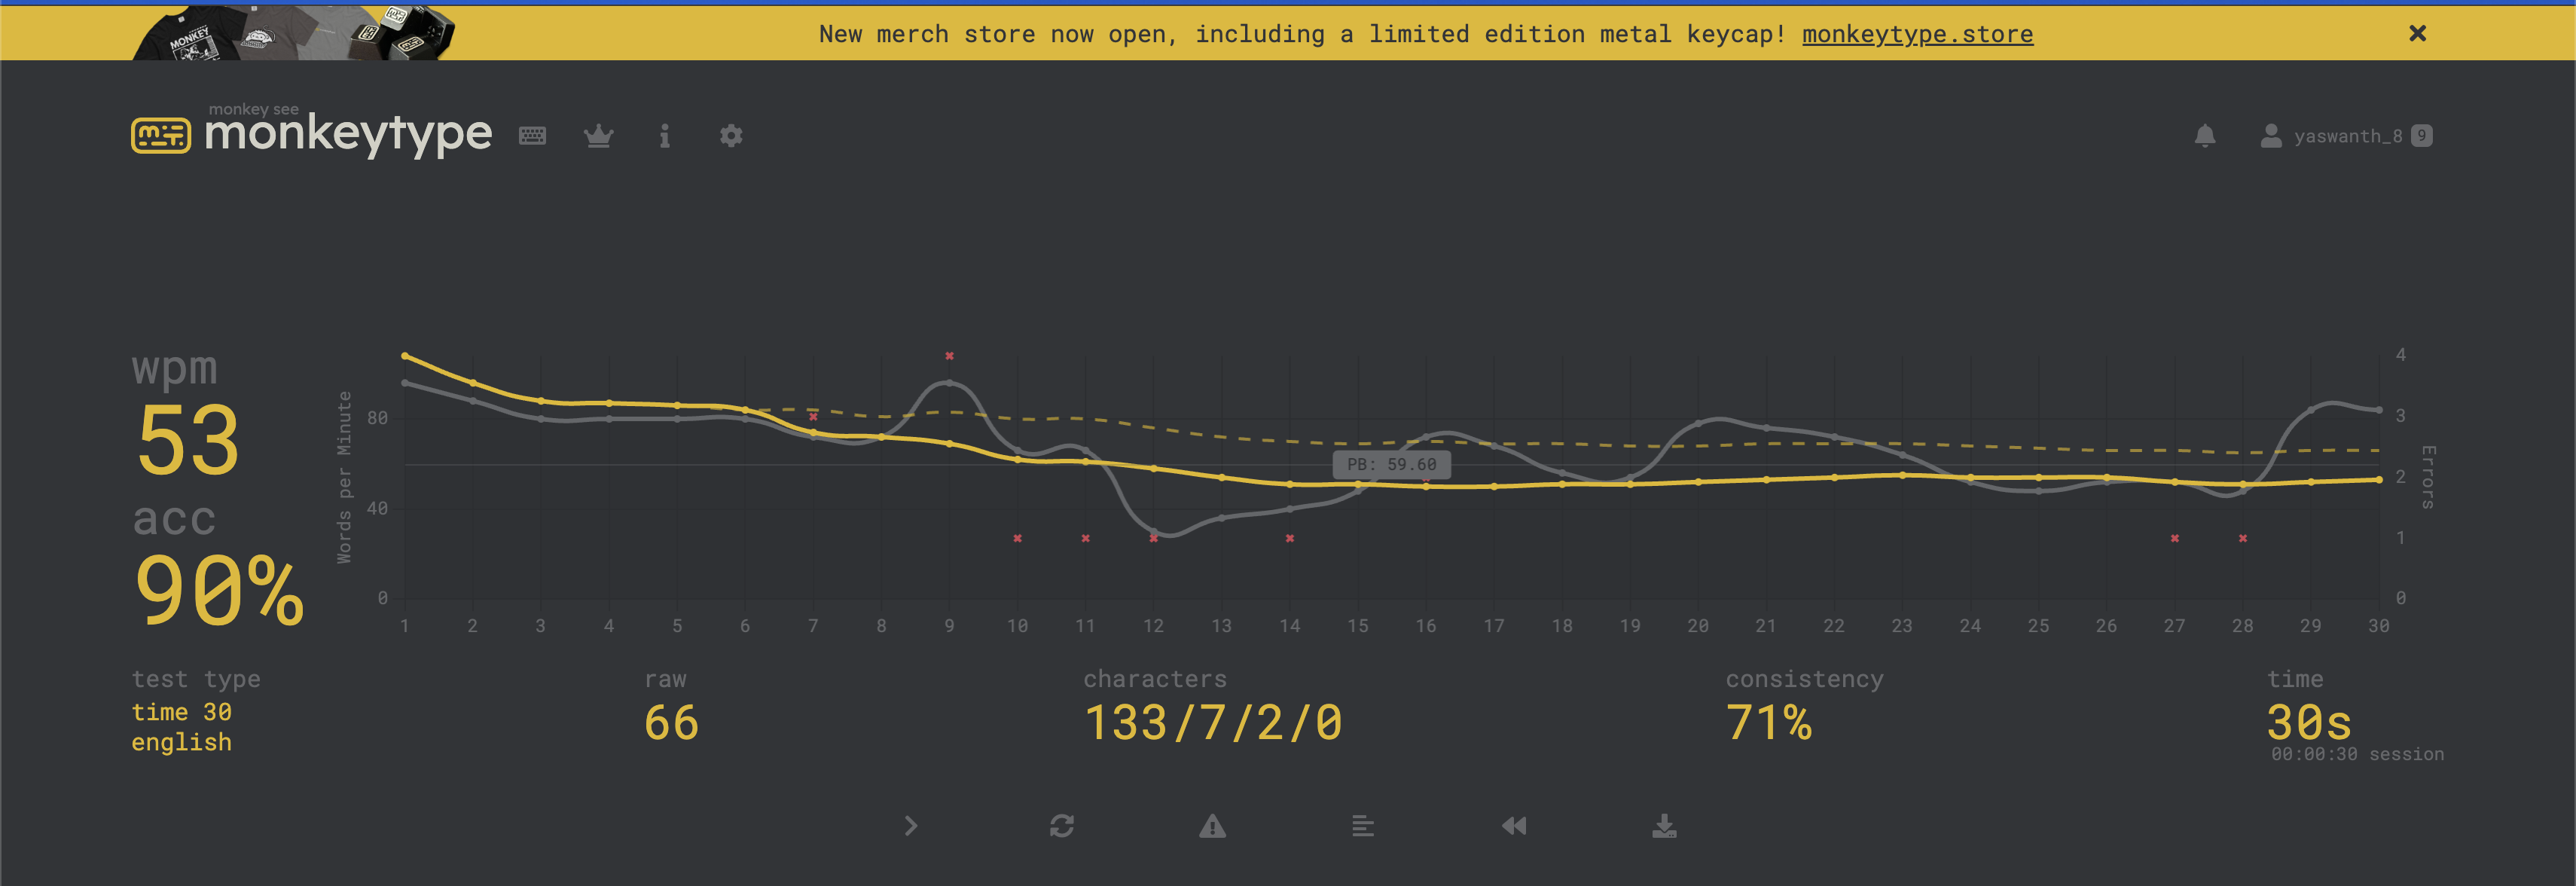 MONKEY
New merch store now open, including a limited edition metal keycap! monkeytype.store
monkey see
monkeytype
yaswanth_8 9
wpm
53
acc
90%
Words per Minute
80
40
0
PB: 59.60
4
3
2
1
0
Errors
1 2 3 4 5 6 7 8 9 10 11 12 13 14 15 16 17 18 19 20 21 22 23 24 25 26 27 28 29 30
test type
time 30
english
raw
66
characters
133/7/2/0
consistency
71%
time
30s
00:00:30 session